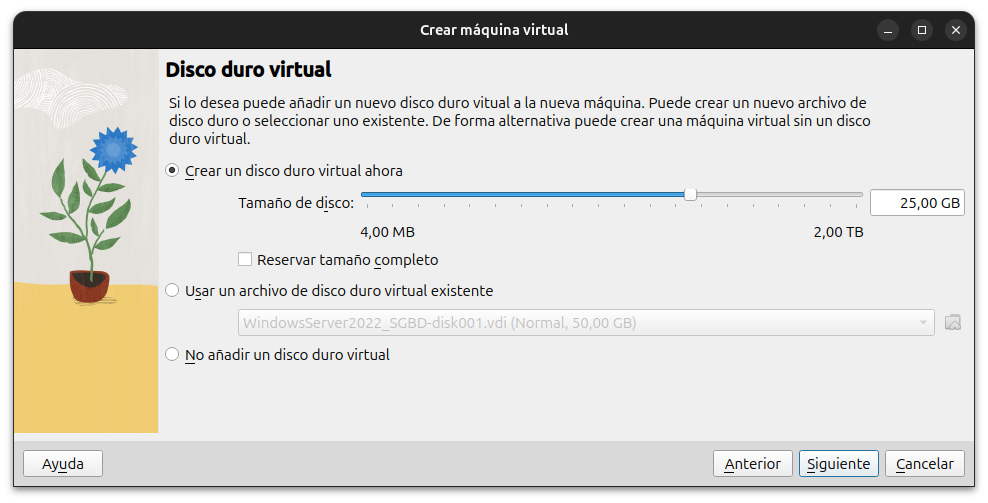 Crear máquina virtual
Disco duro virtual
Si lo desea puede añadir un nuevo disco duro vitual a la nueva máquina. Puede crear un nuevo archivo de
disco duro o seleccionar uno existente. De forma alternativa puede crear una máquina virtual sin un disco
duro virtual.
Crear un disco duro virtual ahora
Tamaño de disco:
25,00 GB
4,00 MB
2,00 TB
Reservar tamaño completo
Usar un archivo de disco duro virtual existente
WindowsServer2022_SGBD-disk001.vdi (Normal, 50,00 GB)
No añadir un disco duro virtual
Ayuda
Anterior
Siguiente
Cancelar